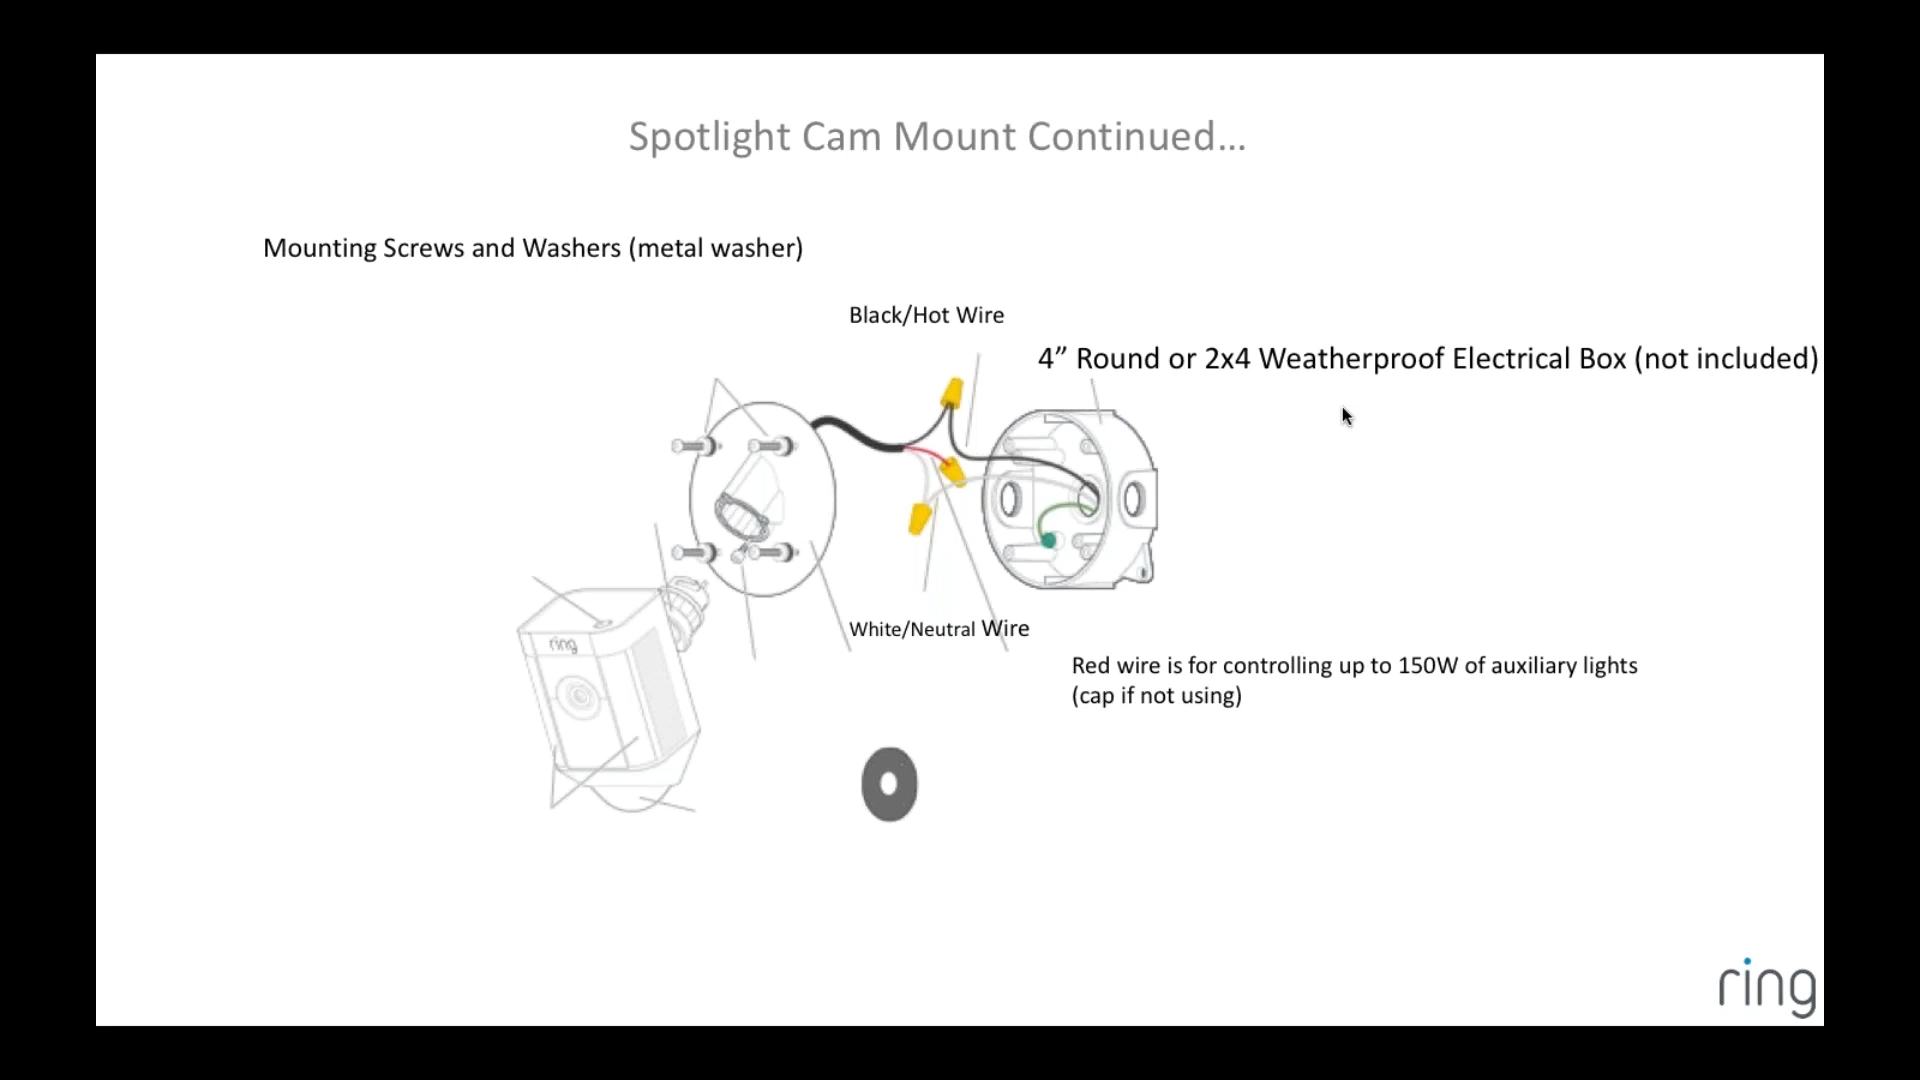 Spotlight Cam Mount Continued...
Mounting Screws and Washers (metal washer)
Black/Hot Wire
4” Round or 2x4 Weatherproof Electrical Box (not included)
ring
White/Neutral Wire
Red wire is for controlling up to 150W of auxiliary lights
(cap if not using)
ring